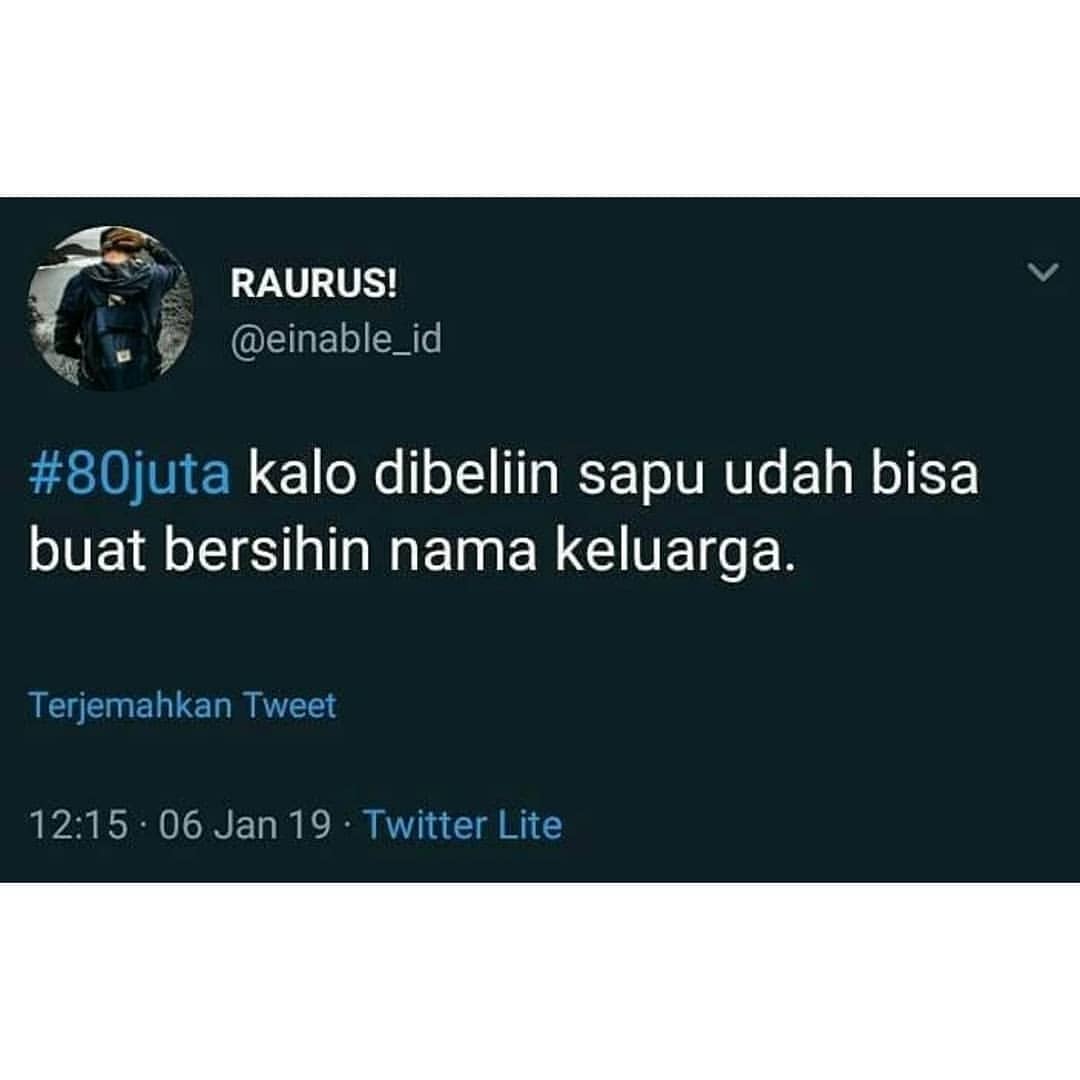 RAURUS!
@einable_id
#80juta kalo dibeliin sapu udah bisa
buat bersihin nama keluarga.
Terjemahkan Tweet
12:15 · 06 Jan 19 · Twitter Lite